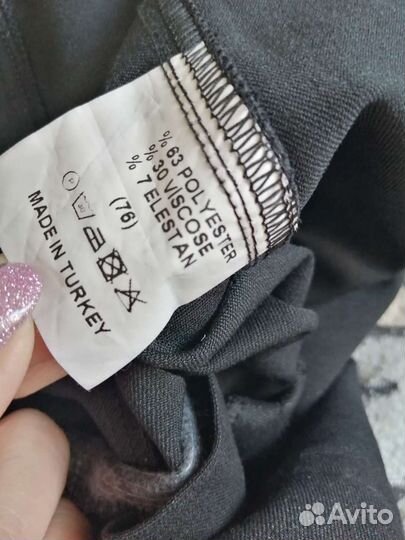 % 63 POLYESTER
% 30 VISCOSE
% 7 ELESTAN
(76)
MADE IN TURKEY
Avito